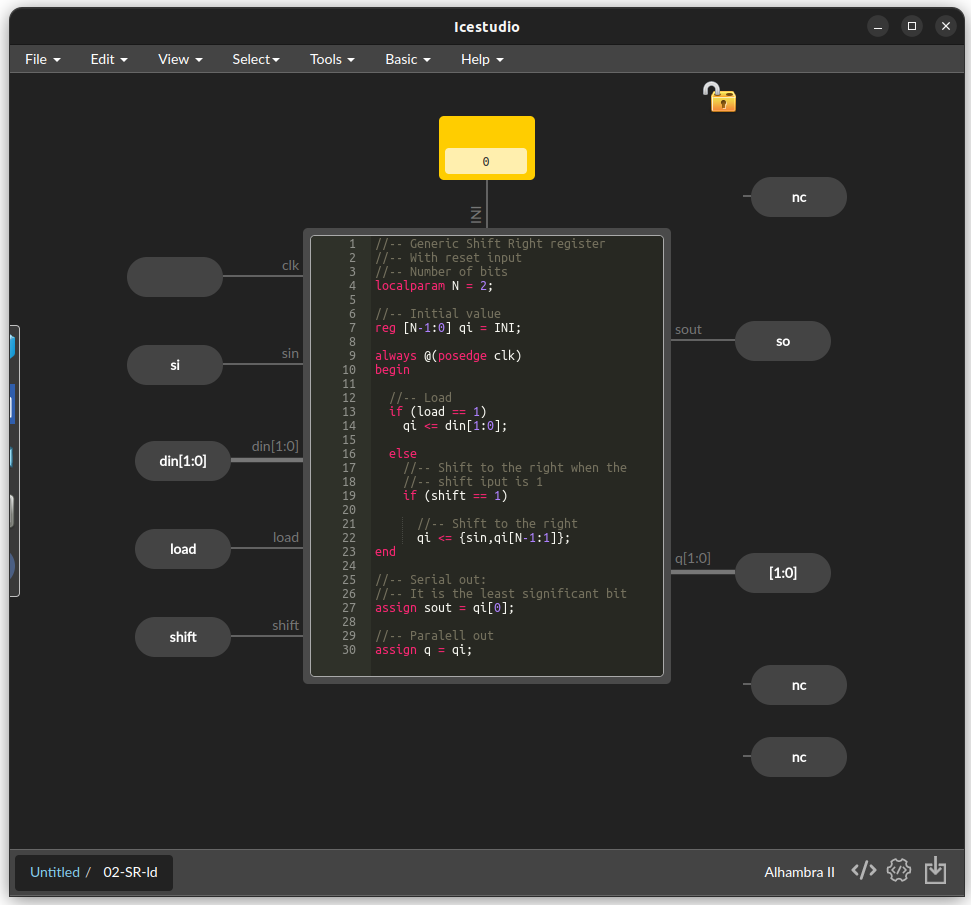 Icestudio
File Edit View Select Tools Basic Help
0
INI
nc
clk
si
sin
din[1:0]
din[1:0]
load
load
shift
shift
1 //-- Generic Shift Right register
2 //-- With reset input
3 //-- Number of bits
4 localparam N = 2;
5
6 //-- Initial value
7 reg [N-1:0] qi = INI;
8
9 always @(posedge clk)
10 begin
11
12 //-- Load
13 if (load == 1)
14 qi <= din[1:0];
15
16 else
17 //-- Shift to the right when the
18 //-- shift iput is 1
19 if (shift == 1)
20
21 //-- Shift to the right
22 qi <= {sin,qi[N-1:1]};
23 end
24
25 //-- Serial out:
26 //-- It is the least significant bit
27 assign sout = qi[0];
28
29 //-- Paralell out
30 assign q = qi;
sout
so
q[1:0]
[1:0]
nc
nc
Untitled / 02-SR-ld
Alhambra II